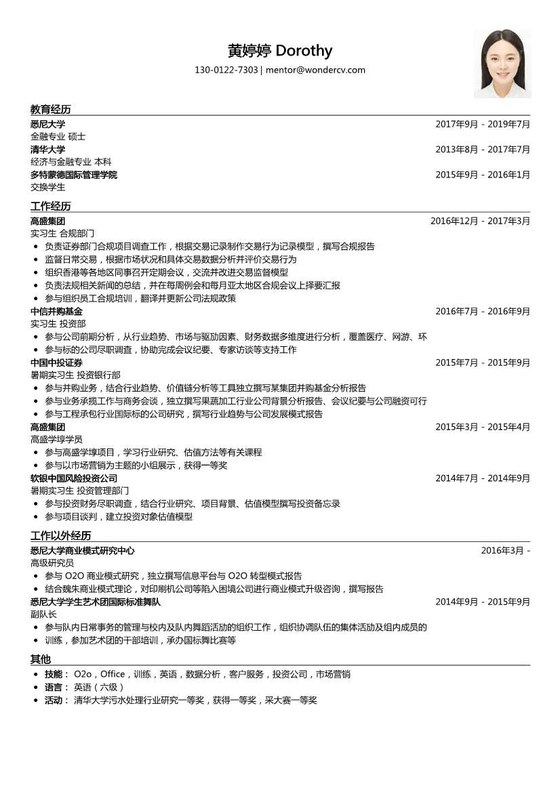 黄婷婷 Dorothy
130-0122-7303 | mentor@wondercv.com
教育经历
悉尼大学 2017年9月 - 2019年7月
金融专业 硕士
清华大学 2013年8月 - 2017年7月
经济与金融专业 本科
多特蒙德国际管理学院 2015年9月 - 2016年1月
交换学生
工作经历
高盛集团 2016年12月 - 2017年3月
实习生 合规部门
• 负责证券部门合规项目调查工作，根据交易记录制作交易行为记录模型，撰写合规报告
• 监督日常交易，根据市场状况和具体交易数据分析并评价交易行为
• 组织香港等各地区同事召开定期会议，交流并改进交易监督模型
• 负责法规相关新闻的总结，并在每周例会和每月亚太地区合规会议上择要汇报
• 参与组织员工合规培训，翻译并更新公司法规政策
中信并购基金 2016年7月 - 2016年9月
实习生 投资部
• 参与公司前期分析，从行业趋势、市场与驱动因素、财务数据多维度进行分析，覆盖医疗、网游、环
• 参与标的公司尽职调查，协助完成会议纪要、专家访谈等支持工作
中国中投证券 2015年7月 - 2015年9月
暑期实习生 投资银行部
• 参与并购业务，结合行业趋势、价值链分析等工具独立撰写某集团并购基金分析报告
• 参与业务承揽工作与商务会谈，独立撰写果蔬加工行业公司背景分析报告、会议纪要与公司融资可行
• 参与工程承包行业国际标的公司研究，撰写行业趋势与公司发展模式报告
高盛集团 2015年3月 - 2015年4月
高盛学琸学员
• 参与高盛学琸项目，学习行业研究、估值方法等有关课程
• 参与以市场营销为主题的小组展示，获得一等奖
软银中国风险投资公司 2014年7月 - 2014年9月
暑期实习生 投资管理部门
• 参与投资财务尽职调查，结合行业研究、项目背景、估值模型撰写投资备忘录
• 参与项目谈判，建立投资对象估值模型
工作以外经历
悉尼大学商业模式研究中心 2016年3月 -
高级研究员
• 参与 O2O 商业模式研究，独立撰写信息平台与 O2O 转型模式报告
• 结合魏朱商业模式理论，对印刷机公司等陷入困境公司进行商业模式升级咨询，撰写报告
悉尼大学学生艺术团国际标准舞队 2014年9月 - 2015年9月
副队长
• 参与队内日常事务的管理与校内及队内舞蹈活动的组织工作，组织协调队伍的集体活动及组内成员的
• 训练，参加艺术团的干部培训，承办国标舞比赛等
其他
• 技能： O2o，Office，训练，英语，数据分析，客户服务，投资公司，市场营销
• 语言： 英语（六级）
• 活动： 清华大学污水处理行业研究一等奖，获得一等奖，采大赛一等奖